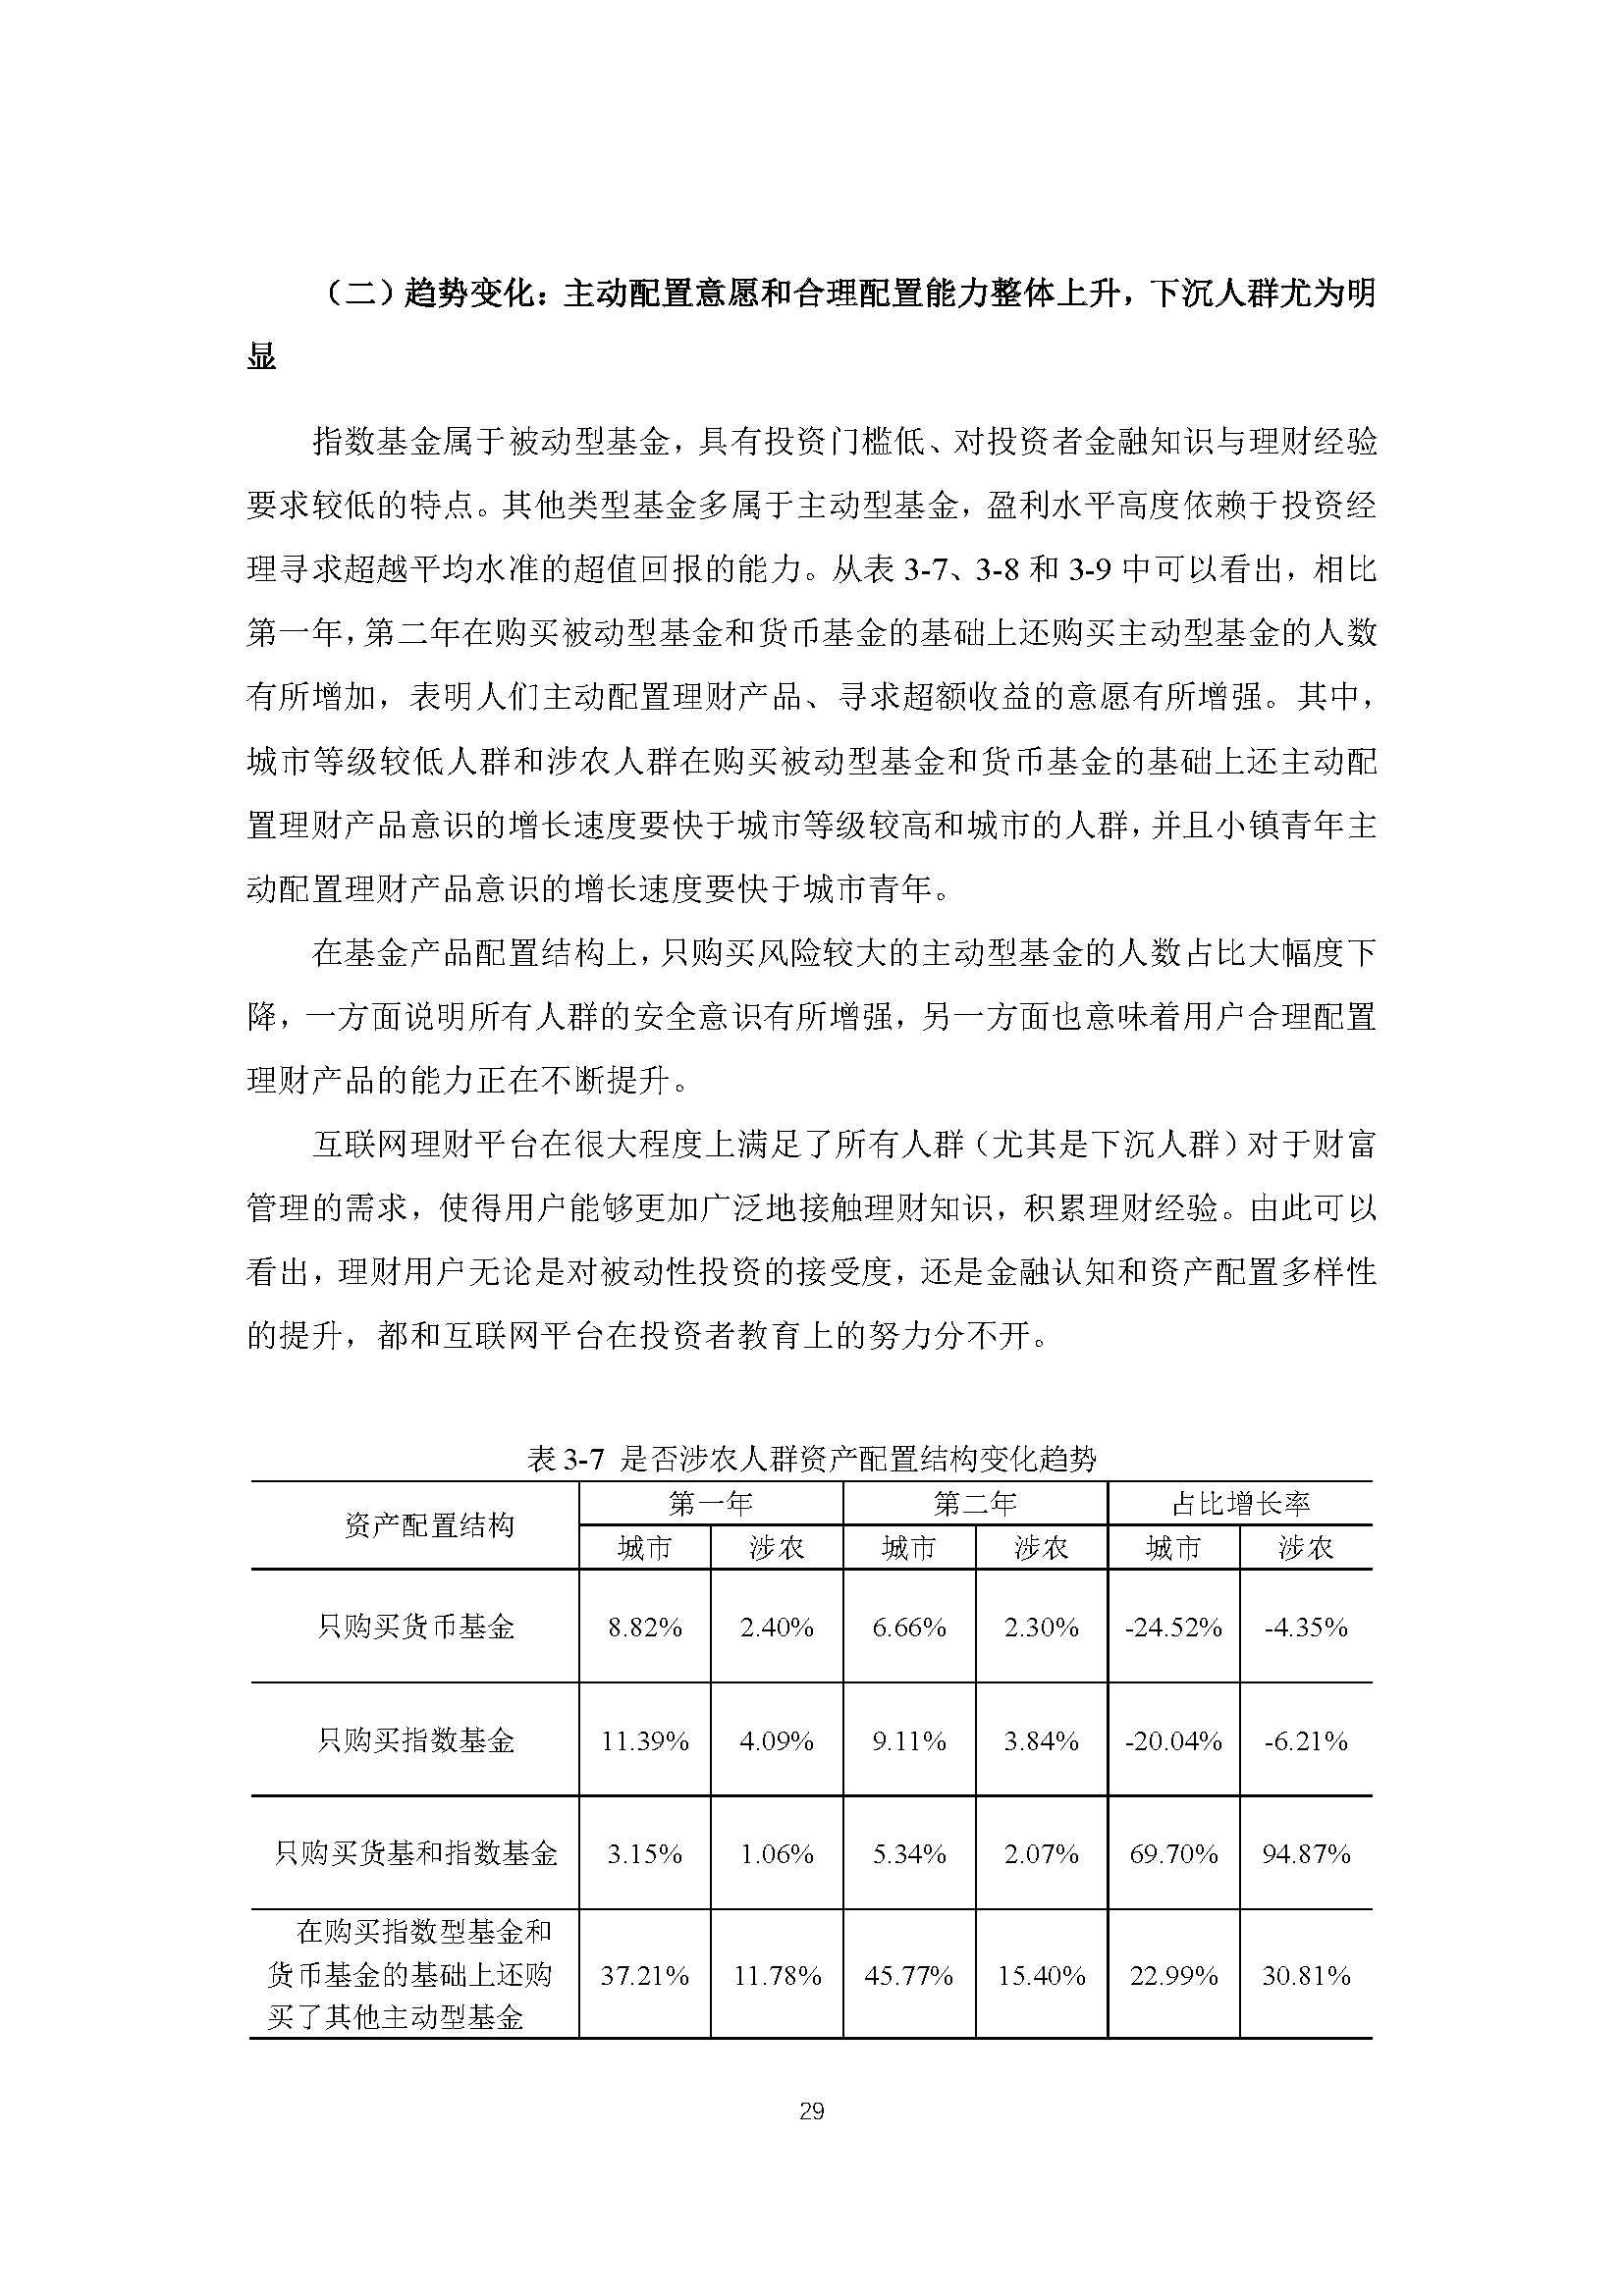 （二）趋势变化：主动配置意愿和合理配置能力整体上升，下沉人群尤为明
显
指数基金属于被动型基金，具有投资门槛低、对投资者金融知识与理财经验
要求较低的特点。其他类型基金多属于主动型基金，盈利水平高度依赖于投资经
理寻求超越平均水准的超值回报的能力。从表 3-7、3-8 和 3-9 中可以看出，相比
第一年，第二年在购买被动型基金和货币基金的基础上还购买主动型基金的人数
有所增加，表明人们主动配置理财产品、寻求超额收益的意愿有所增强。其中，
城市等级较低人群和涉农人群在购买被动型基金和货币基金的基础上还主动配
置理财产品意识的增长速度要快于城市等级较高和城市的人群，并且小镇青年主
动配置理财产品意识的增长速度要快于城市青年。
在基金产品配置结构上，只购买风险较大的主动型基金的人数占比大幅度下
降，一方面说明所有人群的安全意识有所增强，另一方面也意味着用户合理配置
理财产品的能力正在不断提升。
互联网理财平台在很大程度上满足了所有人群（尤其是下沉人群）对于财富
管理的需求，使得用户能够更加广泛地接触理财知识，积累理财经验。由此可以
看出，理财用户无论是对被动性投资的接受度，还是金融认知和资产配置多样性
的提升，都和互联网平台在投资者教育上的努力分不开。
表 3-7 是否涉农人群资产配置结构变化趋势
资产配置结构 第一年 第二年 占比增长率
城市 涉农 城市 涉农 城市 涉农
只购买货币基金 8.82% 2.40% 6.66% 2.30% -24.52% -4.35%
只购买指数基金 11.39% 4.09% 9.11% 3.84% -20.04% -6.21%
只购买货基和指数基金 3.15% 1.06% 5.34% 2.07% 69.70% 94.87%
在购买指数型基金和
货币基金的基础上还购 37.21% 11.78% 45.77% 15.40% 22.99% 30.81%
买了其他主动型基金
29